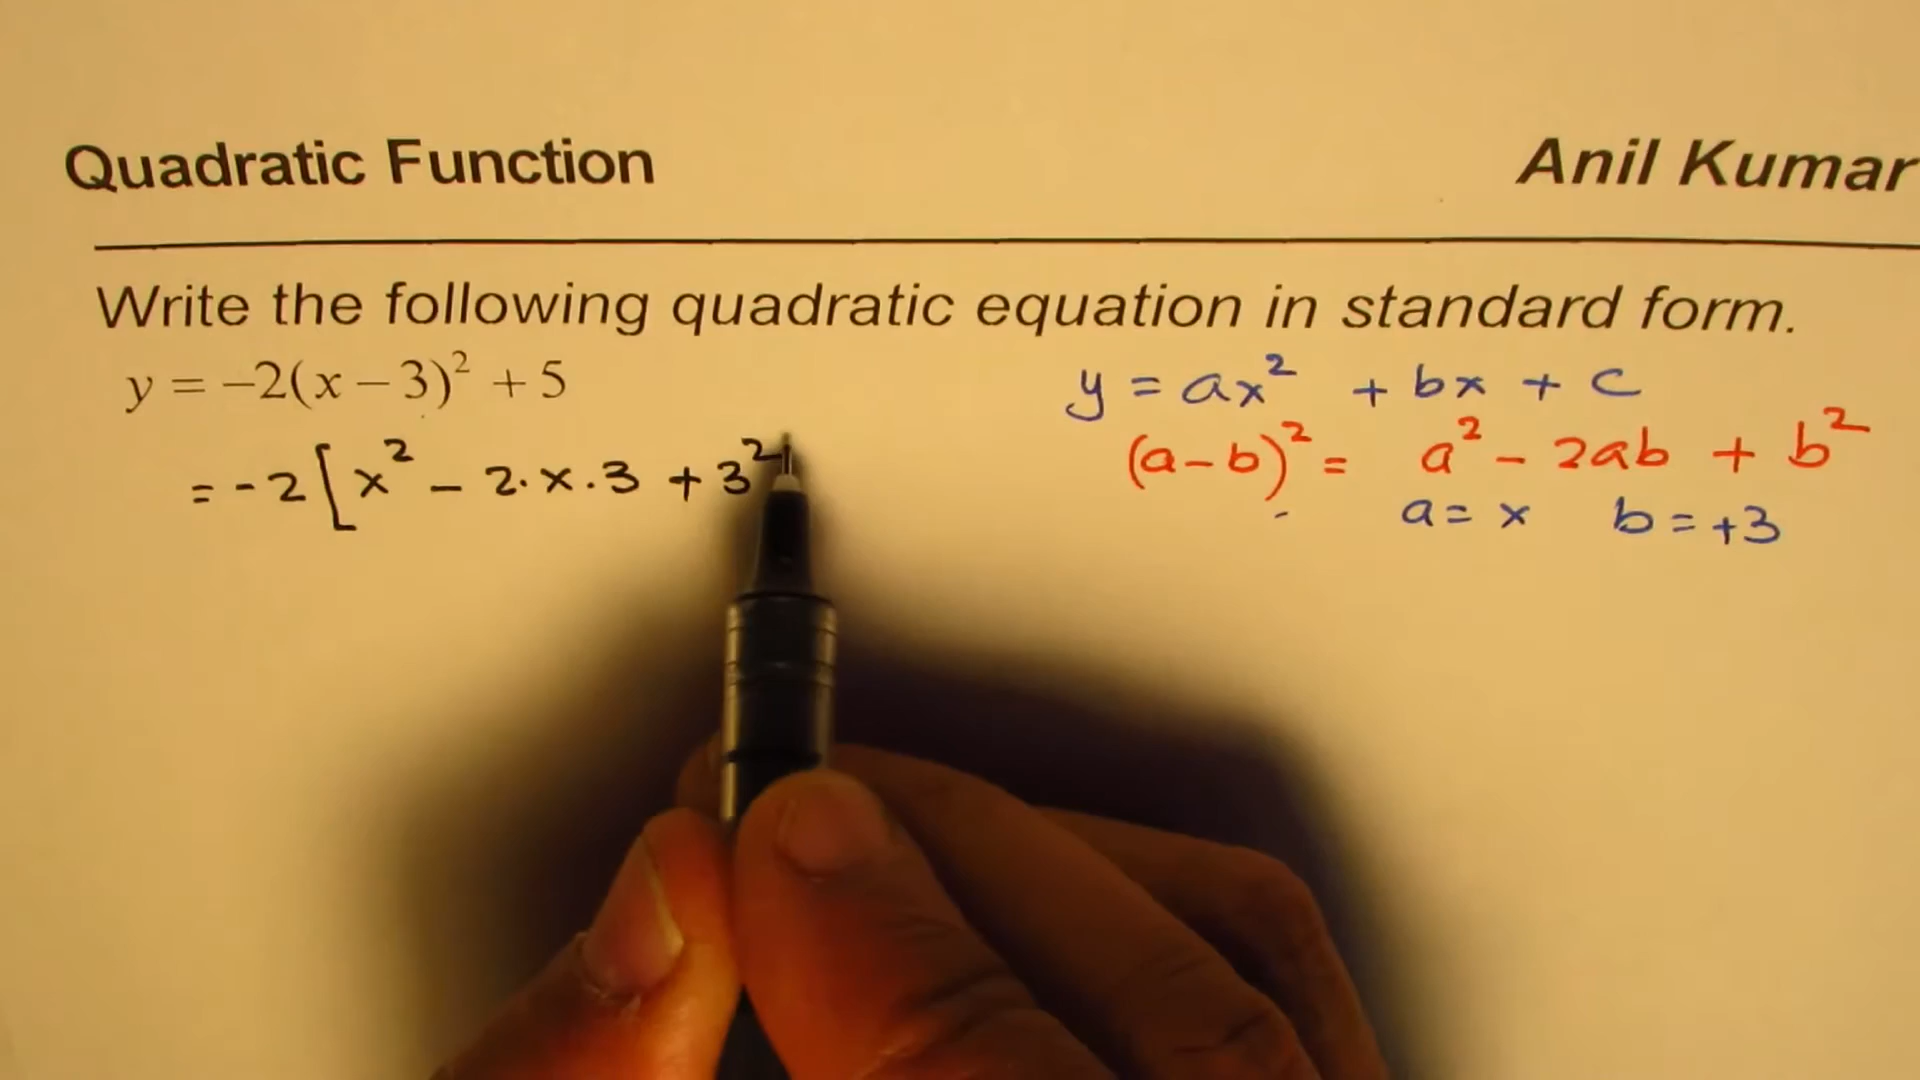 Quadratic Function Anil Kumar
Write the following quadratic equation in standard form.
y = -2(x - 3)² + 5
y = ax² + bx + c
= -2[x² - 2·x·3 + 3²
(a-b)² = a² - 2ab + b²
a = x b = +3